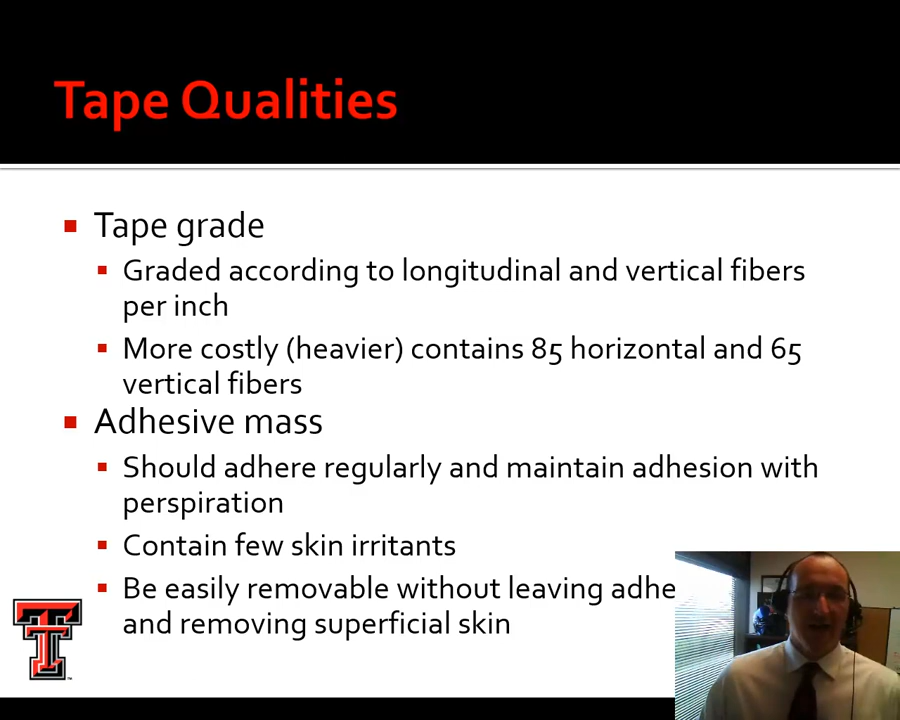 Tape Qualities
Tape grade
Graded according to longitudinal and vertical fibers
per inch
More costly (heavier) contains 85 horizontal and 65
vertical fibers
Adhesive mass
Should adhere regularly and maintain adhesion with
perspiration
Contain few skin irritants
Be easily removable without leaving adhe
and removing superficial skin